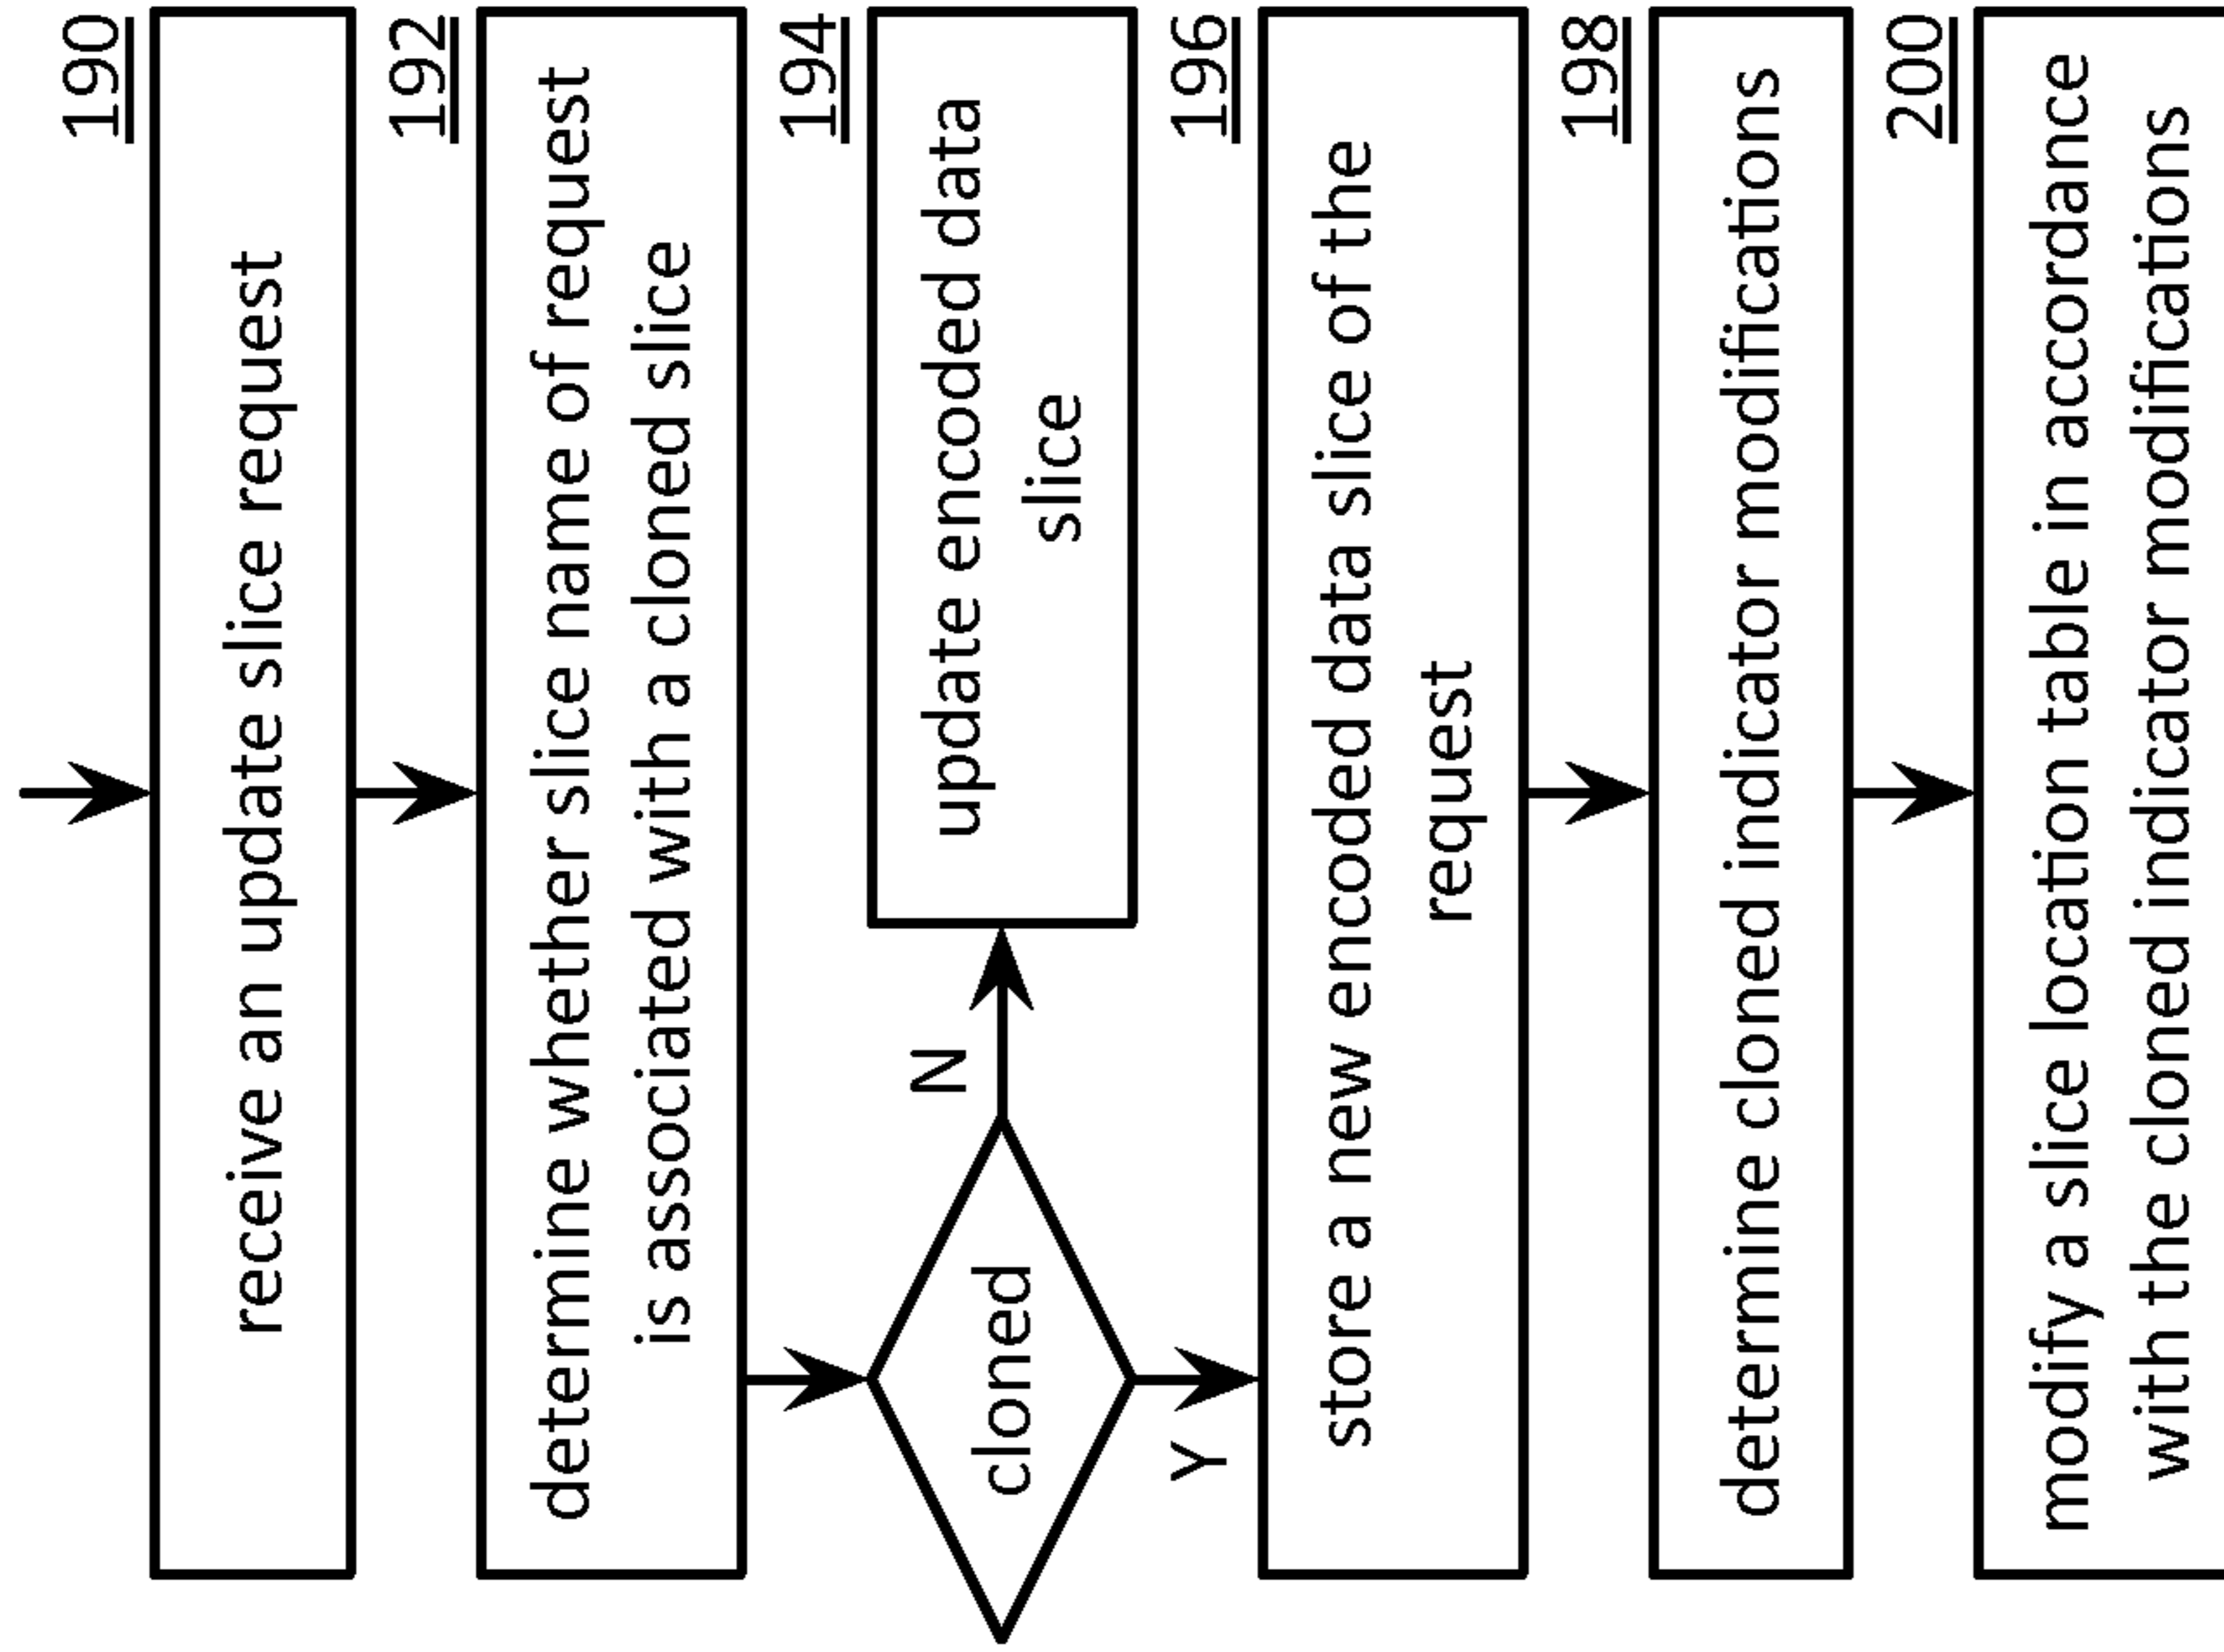 190
receive an update slice request
192
determine whether slice name of request
is associated with a cloned slice
cloned
N
194
update encoded data
slice
Y
196
store a new encoded data slice of the
request
198
determine cloned indicator modifications
200
modify a slice location table in accordance
with the cloned indicator modifications